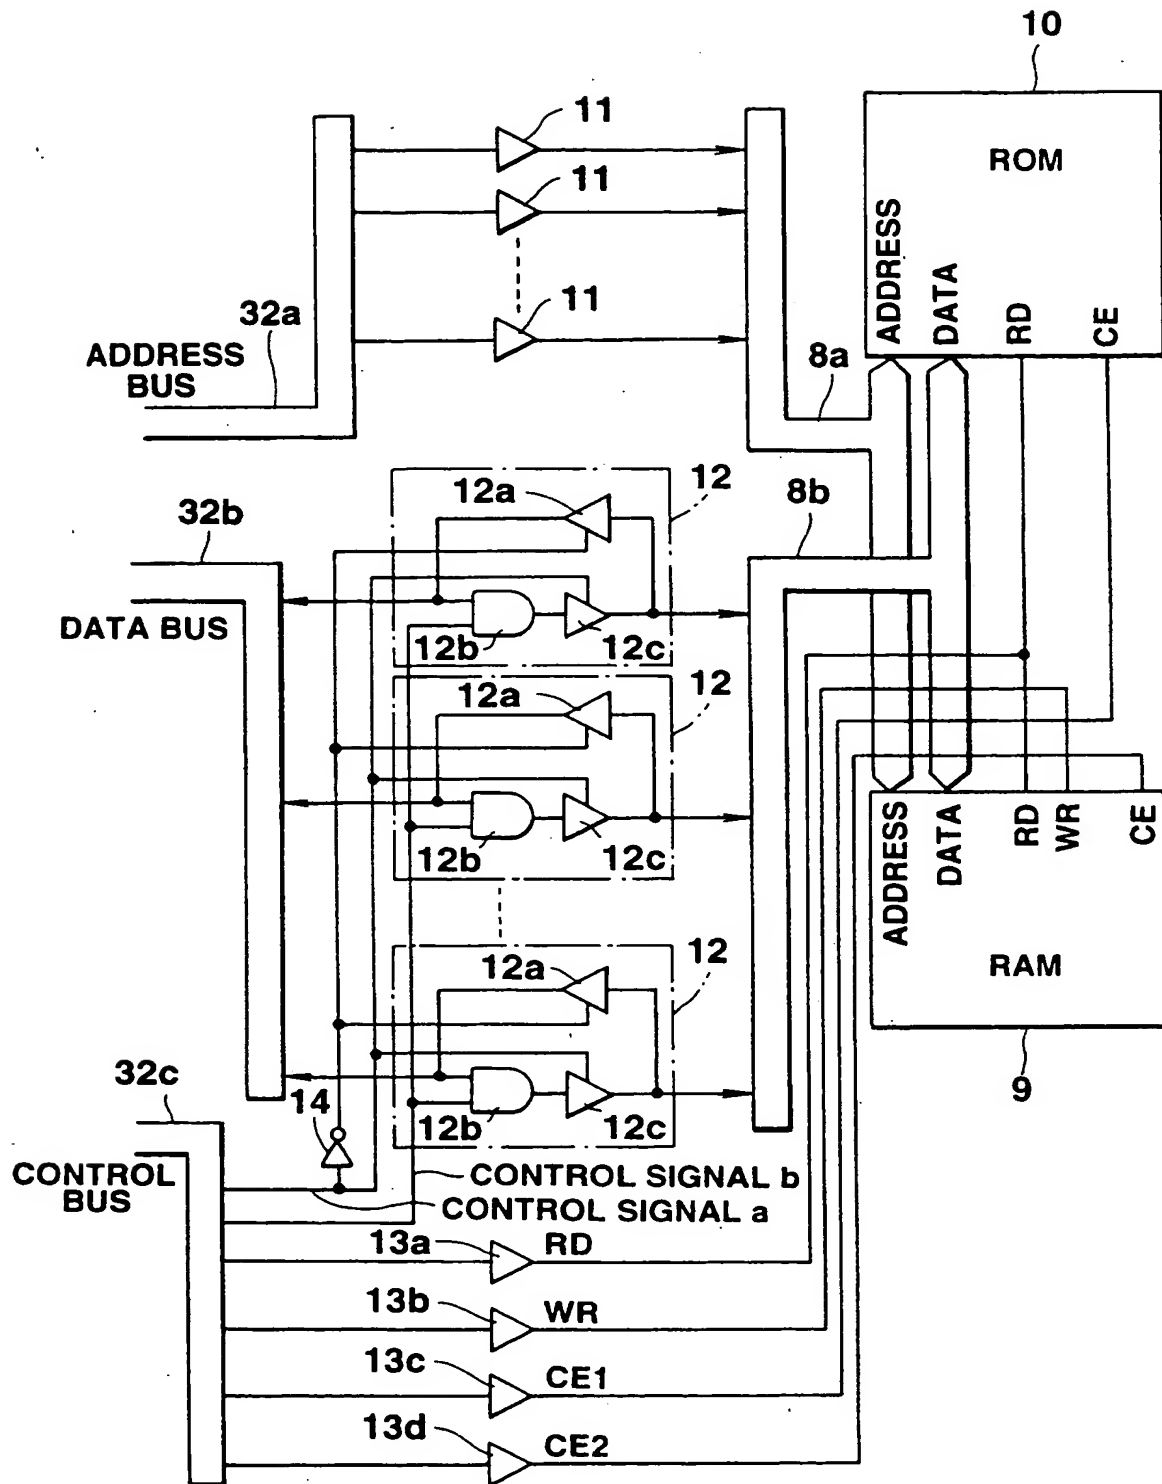 10
11
ROM
11
ADDRESS
DATA
RD
CE
32a
11
ADDRESS
BUS
8a
12a
12
8b
32b
DATA BUS
12b
12c
12a
12
12b
12c
ADDRESS
DATA
RD
WR
CE
12a
12
RAM
32c
14
12b
12c
9
CONTROL
BUS
CONTROL SIGNAL b
CONTROL SIGNAL a
13a
RD
13b
WR
13c
CE1
13d
CE2